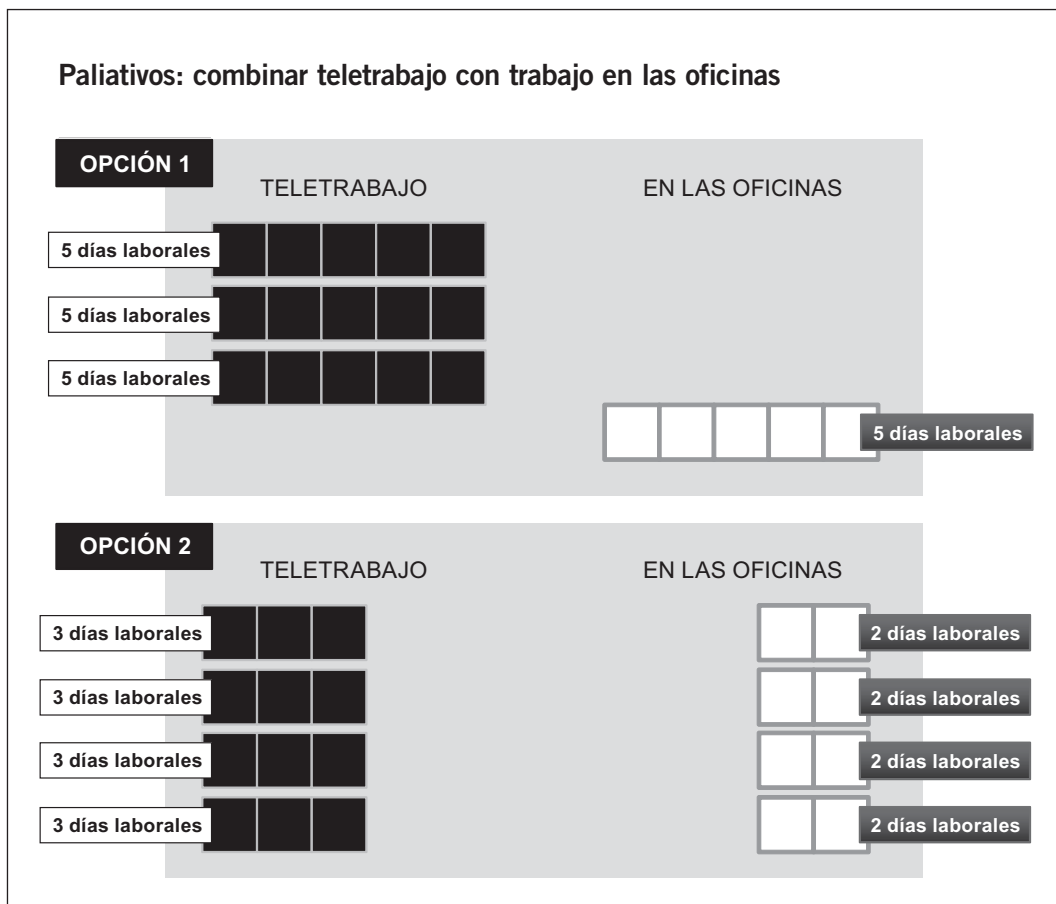 Paliativos: combinar teletrabajo con trabajo en las oficinas
OPCIÓN 1
TELETRABAJO
EN LAS OFICINAS
5 días laborales
5 días laborales
5 días laborales
5 días laborales
OPCIÓN 2
TELETRABAJO
EN LAS OFICINAS
3 días laborales
2 días laborales
3 días laborales
2 días laborales
3 días laborales
2 días laborales
3 días laborales
2 días laborales